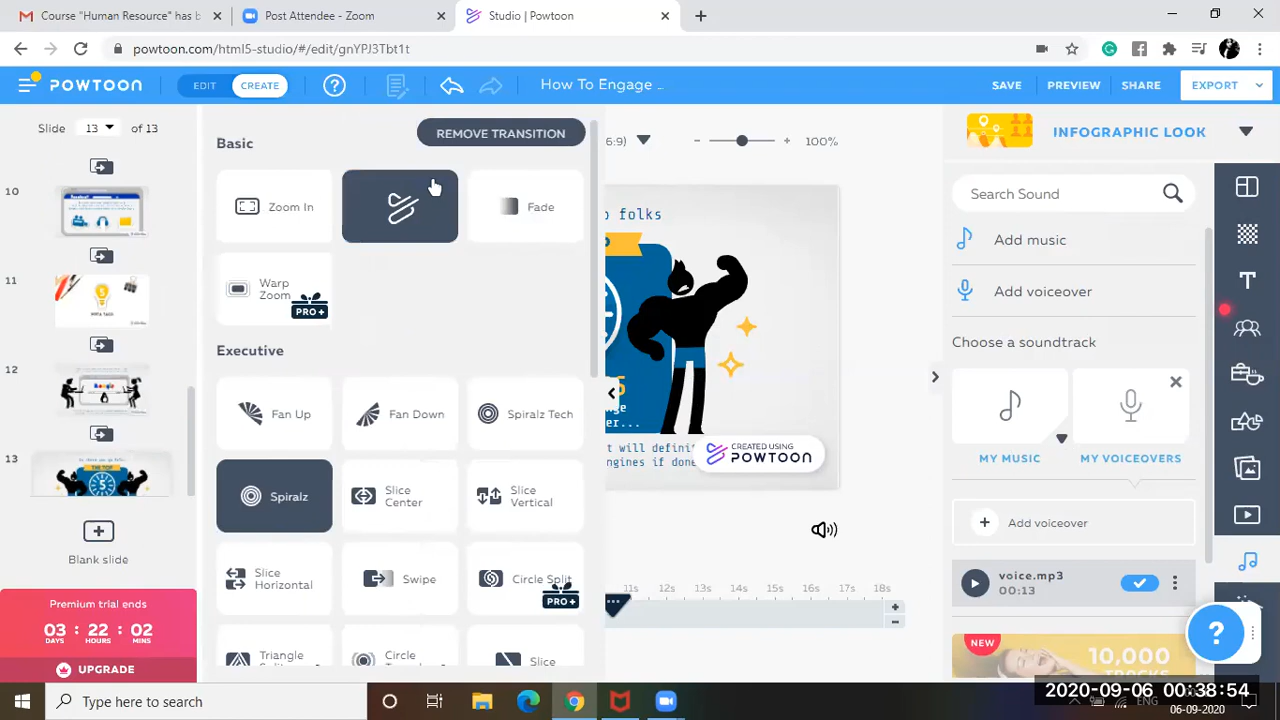 Course "Human Resource" has b
Post Attendee - Zoom
Studio | Powtoon
powtoon.com/html5-studio/#/edit/gnYPJ3Tbt1t
POWTOON
EDIT
CREATE
How To Engage ..
SAVE
PREVIEW
SHARE
EXPORT
Slide
13
of 13
10
11
12
13
Blank slide
Premium trial ends
03 : 22 : 02
DAYS HOURS MINS
UPGRADE
REMOVE TRANSITION
Basic
Zoom In
Fade
Warp
Zoom
PRO+
Executive
Fan Up
Fan Down
Spiralz Tech
Spiralz
Slice
Center
Slice
Vertical
Slice
Horizontal
Swipe
Circle Split
PRO+
Circle
Slice
6:9)
100%
folks
CREATED USING
POWTOON
t will defini
ngines if done
11s 12s 13s 14s 15s 16s 17s 18s
INFOGRAPHIC LOOK
Search Sound
Add music
Add voiceover
Choose a soundtrack
MY MUSIC
MY VOICEOVERS
Add voiceover
voice.mp3
00:13
NEW
10,000
2020-09-06 00:38:54
Type here to search
ENG
06-09-2020